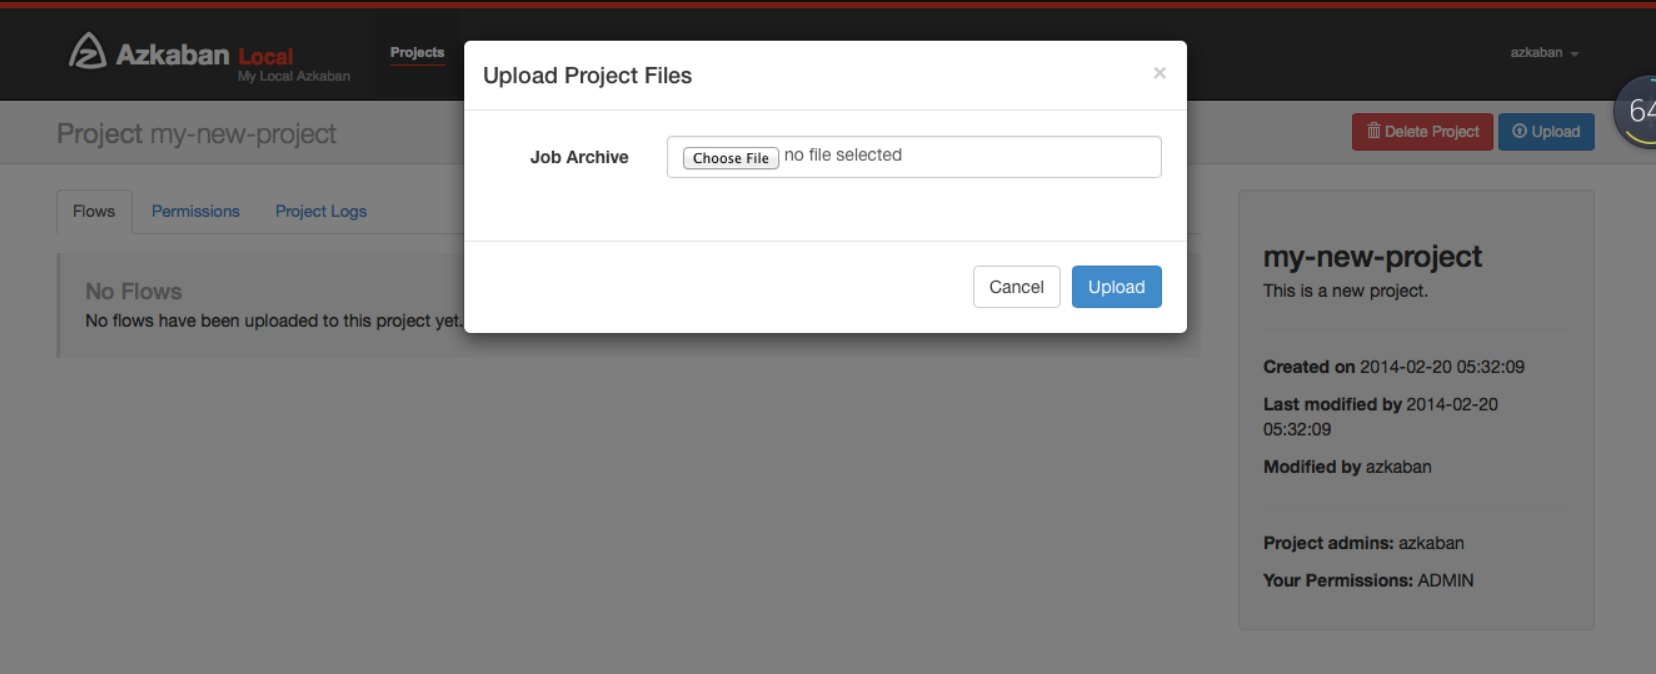 Azkaban Local
My Local Azkaban
Projects
azkaban
Upload Project Files
×
Job Archive
Choose File no file selected
Cancel
Upload
Project my-new-project
Delete Project
Upload
64
Flows
Permissions
Project Logs
No Flows
No flows have been uploaded to this project yet.
my-new-project
This is a new project.
Created on 2014-02-20 05:32:09
Last modified by 2014-02-20
05:32:09
Modified by azkaban
Project admins: azkaban
Your Permissions: ADMIN